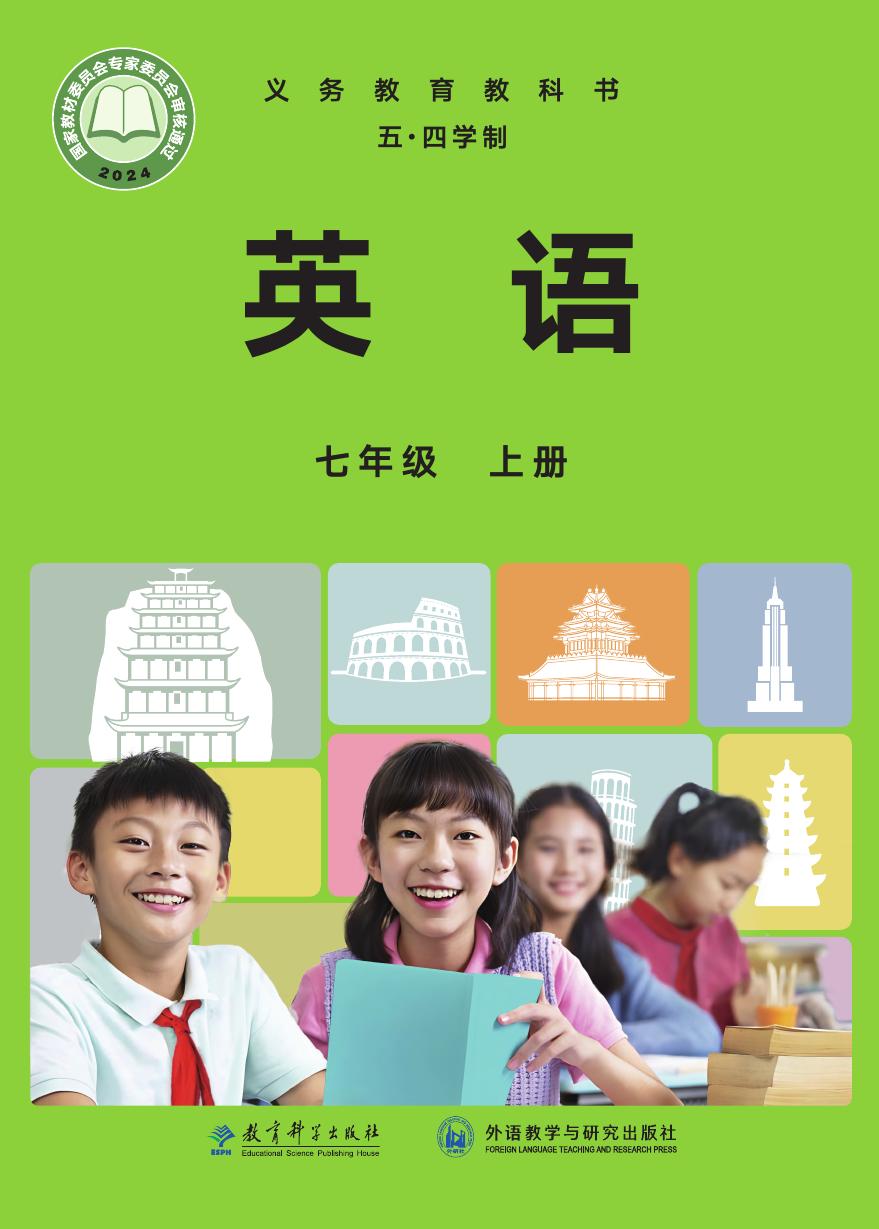 国家教材委员会专家委员会审核通过
2024
义务教育教科书
五·四学制
英语
七年级 上册
教育科学出版社
ESPH
Educational Science Publishing House
外研社
外语教学与研究出版社
FOREIGN LANGUAGE TEACHING AND RESEARCH PRESS